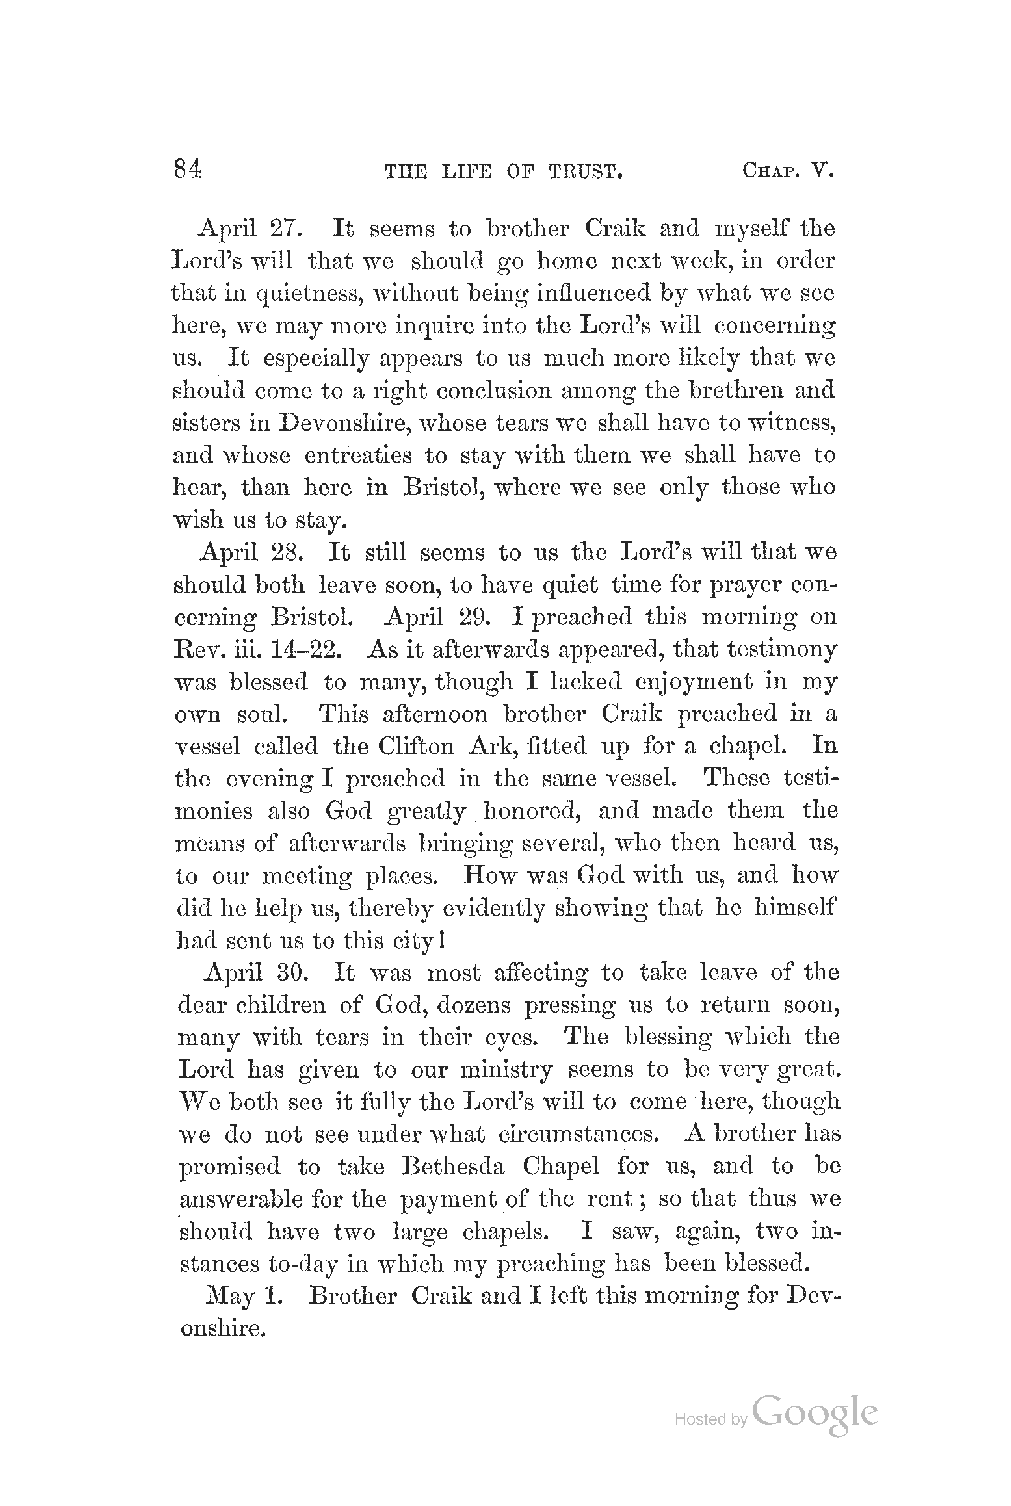 84 THE LIFE OF TRUST. CHAP. V.
April 27. It seems to brother Craik and myself the
Lord's will that we should go home next week, in order
that in quietness, without being influenced by what we see
here, we may more inquire into the Lord's will concerning
us. It especially appears to us much more likely that we
should come to a right conclusion among the brethren and
sisters in Devonshire, whose tears we shall have to witness,
and whose entreaties to stay with them we shall have to
hear, than here in Bristol, where we see only those who
wish us to stay.
April 28. It still seems to us the Lord's will that we
should both leave soon, to have quiet time for prayer con-
cerning Bristol. April 29. I preached this morning on
Rev. iii. 14–22. As it afterwards appeared, that testimony
was blessed to many, though I lacked enjoyment in my
own soul. This afternoon brother Craik preached in a
vessel called the Clifton Ark, fitted up for a chapel. In
the evening I preached in the same vessel. These testi-
monies also God greatly honored, and made them the
means of afterwards bringing several, who then heard us,
to our meeting places. How was God with us, and how
did he help us, thereby evidently showing that he himself
had sent us to this city!
April 30. It was most affecting to take leave of the
dear children of God, dozens pressing us to return soon,
many with tears in their eyes. The blessing which the
Lord has given to our ministry seems to be very great.
We both see it fully the Lord's will to come here, though
we do not see under what circumstances. A brother has
promised to take Bethesda Chapel for us, and to be
answerable for the payment of the rent; so that thus we
should have two large chapels. I saw, again, two in-
stances to-day in which my preaching has been blessed.
May 1. Brother Craik and I left this morning for Dev-
onshire.
Hosted by Google